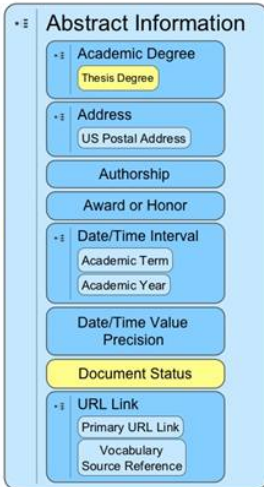 Abstract Information
Academic Degree
Thesis Degree
Address
US Postal Address
Authorship
Award or Honor
Date/Time Interval
Academic Term
Academic Year
Date/Time Value
Precision
Document Status
URL Link
Primary URL Link
Vocabulary
Source Reference